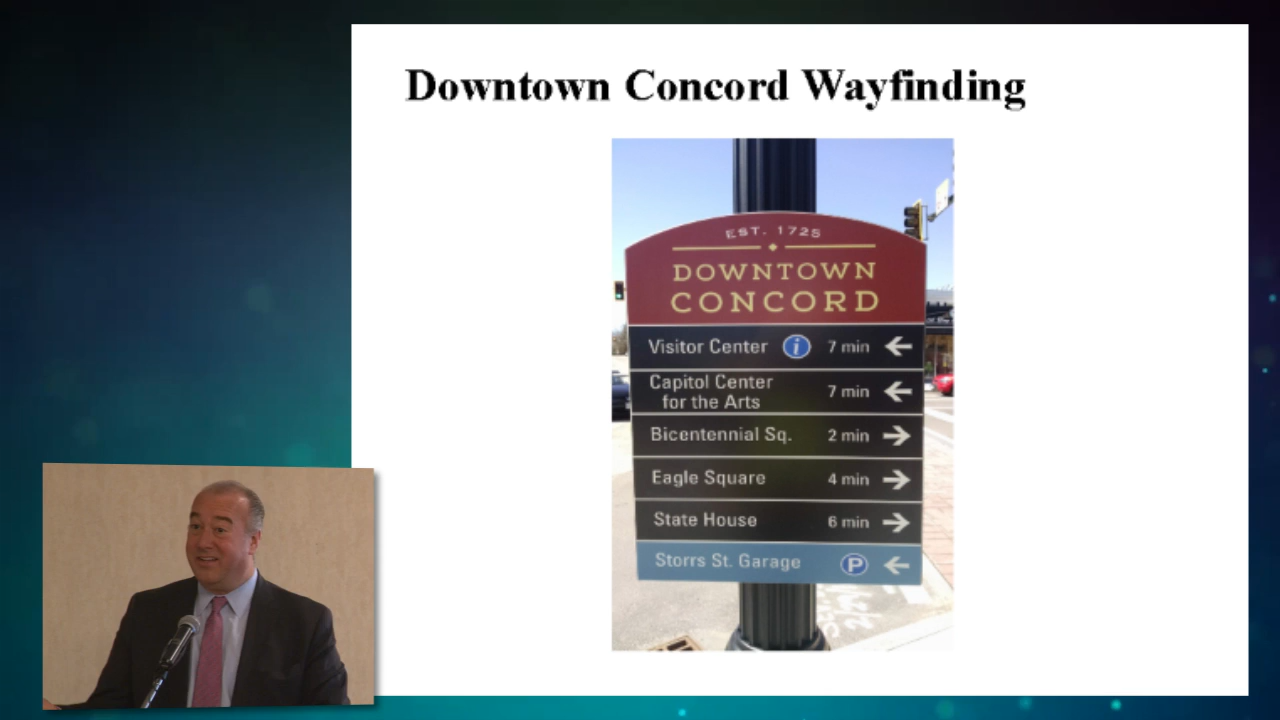 Downtown Concord Wayfinding
EST. 1725
DOWNTOWN
CONCORD
Visitor Center i 7 min ←
Capitol Center
for the Arts 7 min ←
Bicentennial Sq. 2 min →
Eagle Square 4 min →
State House 6 min →
Storrs St. Garage P ←